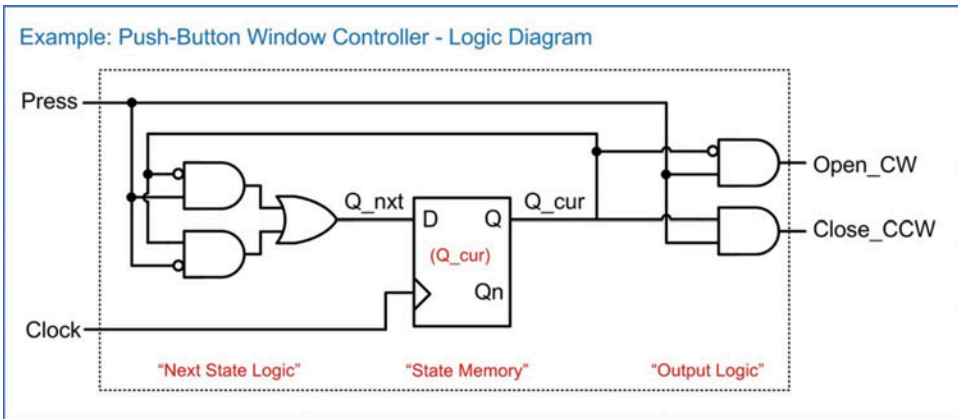 Example: Push-Button Window Controller - Logic Diagram
Press
Open_CW
Q_nxt
Q_cur
D
Q
Close_CCW
(Q_cur)
Qn
Clock
“Next State Logic”
“State Memory”
“Output Logic”